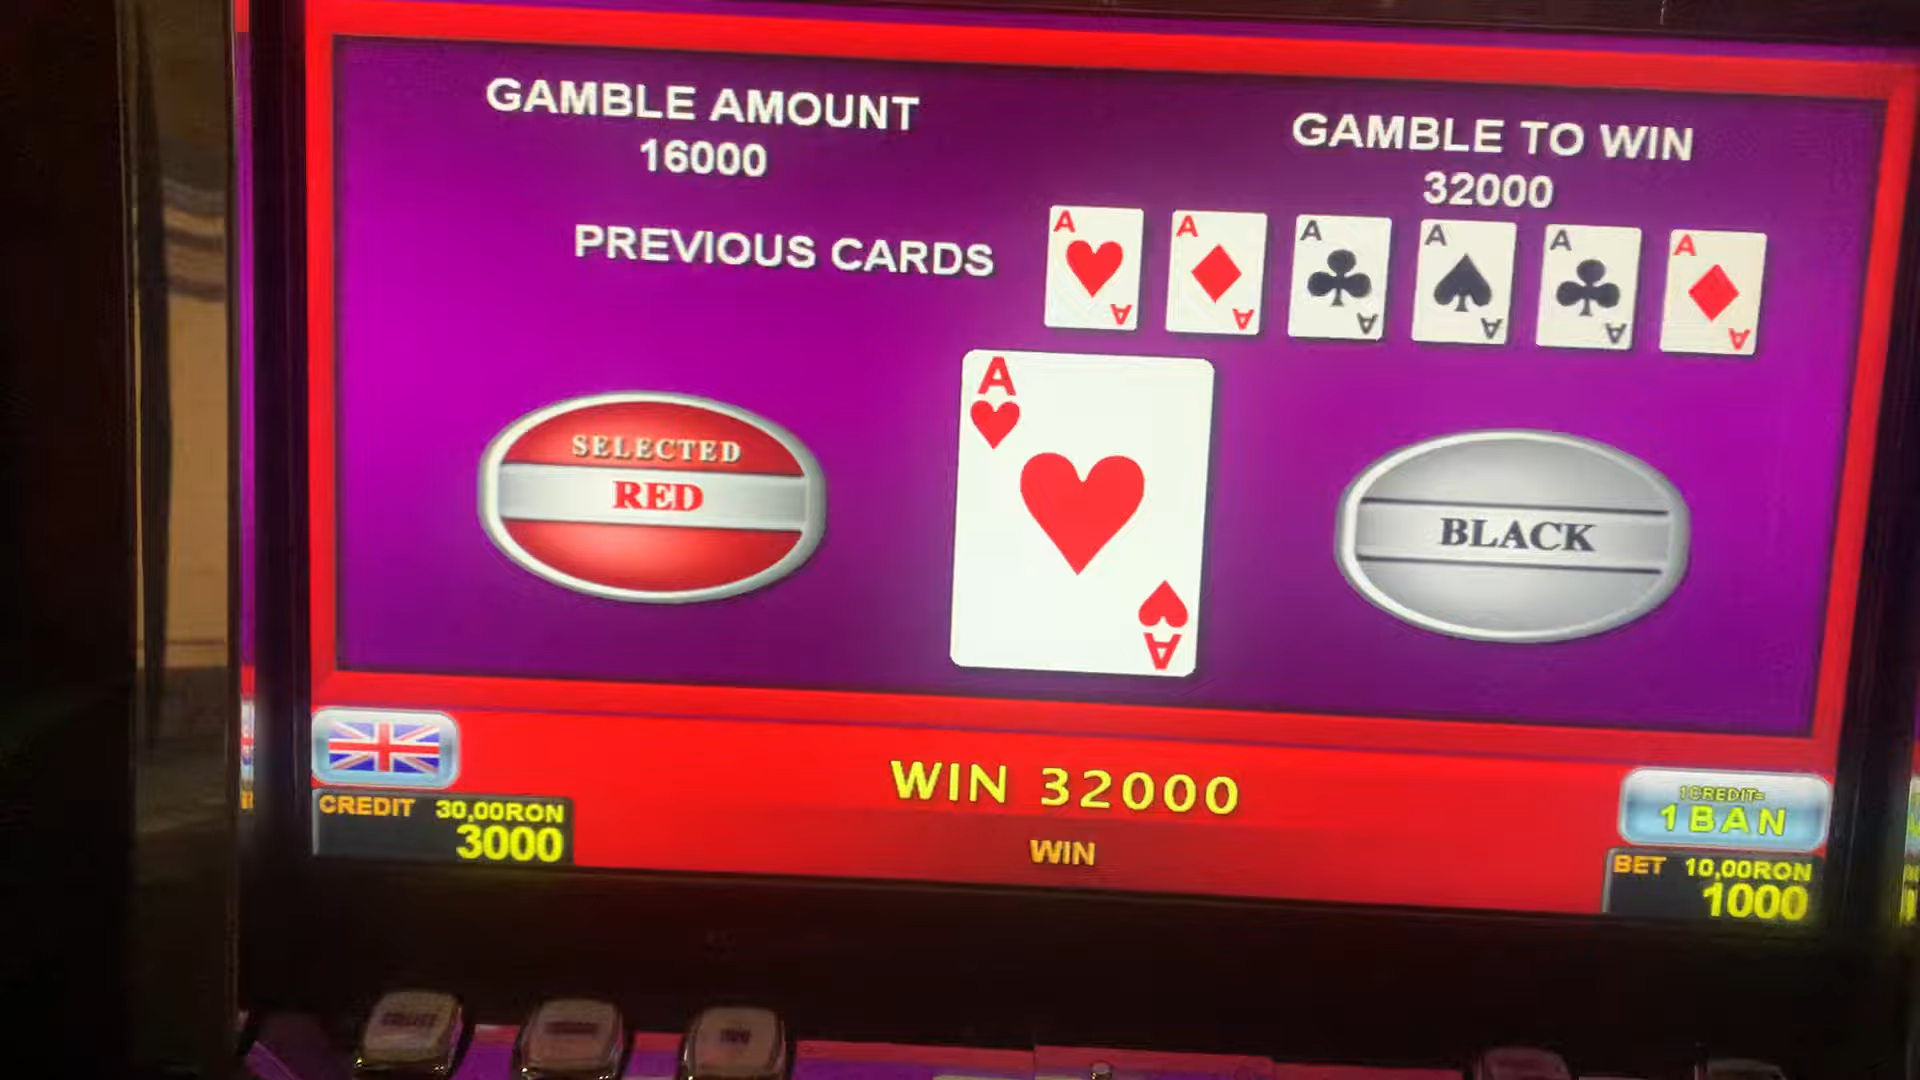 GAMBLE AMOUNT
16000
GAMBLE TO WIN
32000
PREVIOUS CARDS
A A
A A
A A
A A
A A
A A
A
A
SELECTED
RED
BLACK
WIN 32000
WIN
CREDIT 30,00RON
3000
1CREDIT=
1 BAN
BET 10,00RON
1000